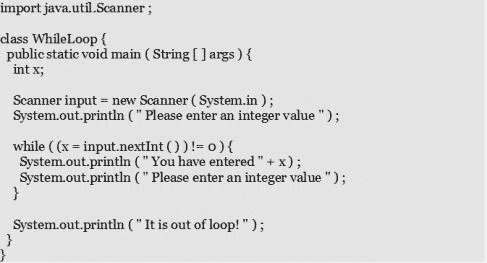 import java.util.Scanner ;
class WhileLoop {
public static void main ( String [ ] args ) {
int x;
Scanner input = new Scanner ( System.in ) ;
System.out.println ( " Please enter an integer value " ) ;
while ( (x = input.nextInt ( ) ) != 0 ) {
System.out.println ( " You have entered " + x ) ;
System.out.println ( " Please enter an integer value " ) ;
}
System.out.println ( " It is out of loop! " ) ;
}
}